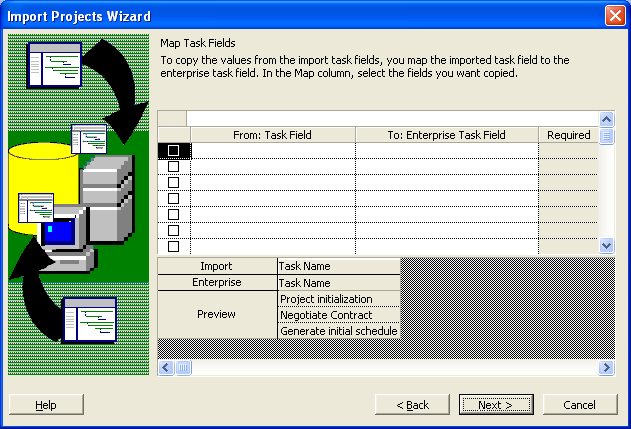 Import Projects Wizard
Map Task Fields
To copy the values from the import task fields, you map the imported task field to the
enterprise task field. In the Map column, select the fields you want copied.
From: Task Field To: Enterprise Task Field Required
Import Task Name
Enterprise Task Name
Project initialization
Preview Negotiate Contract
Generate initial schedule
Help < Back Next > Cancel